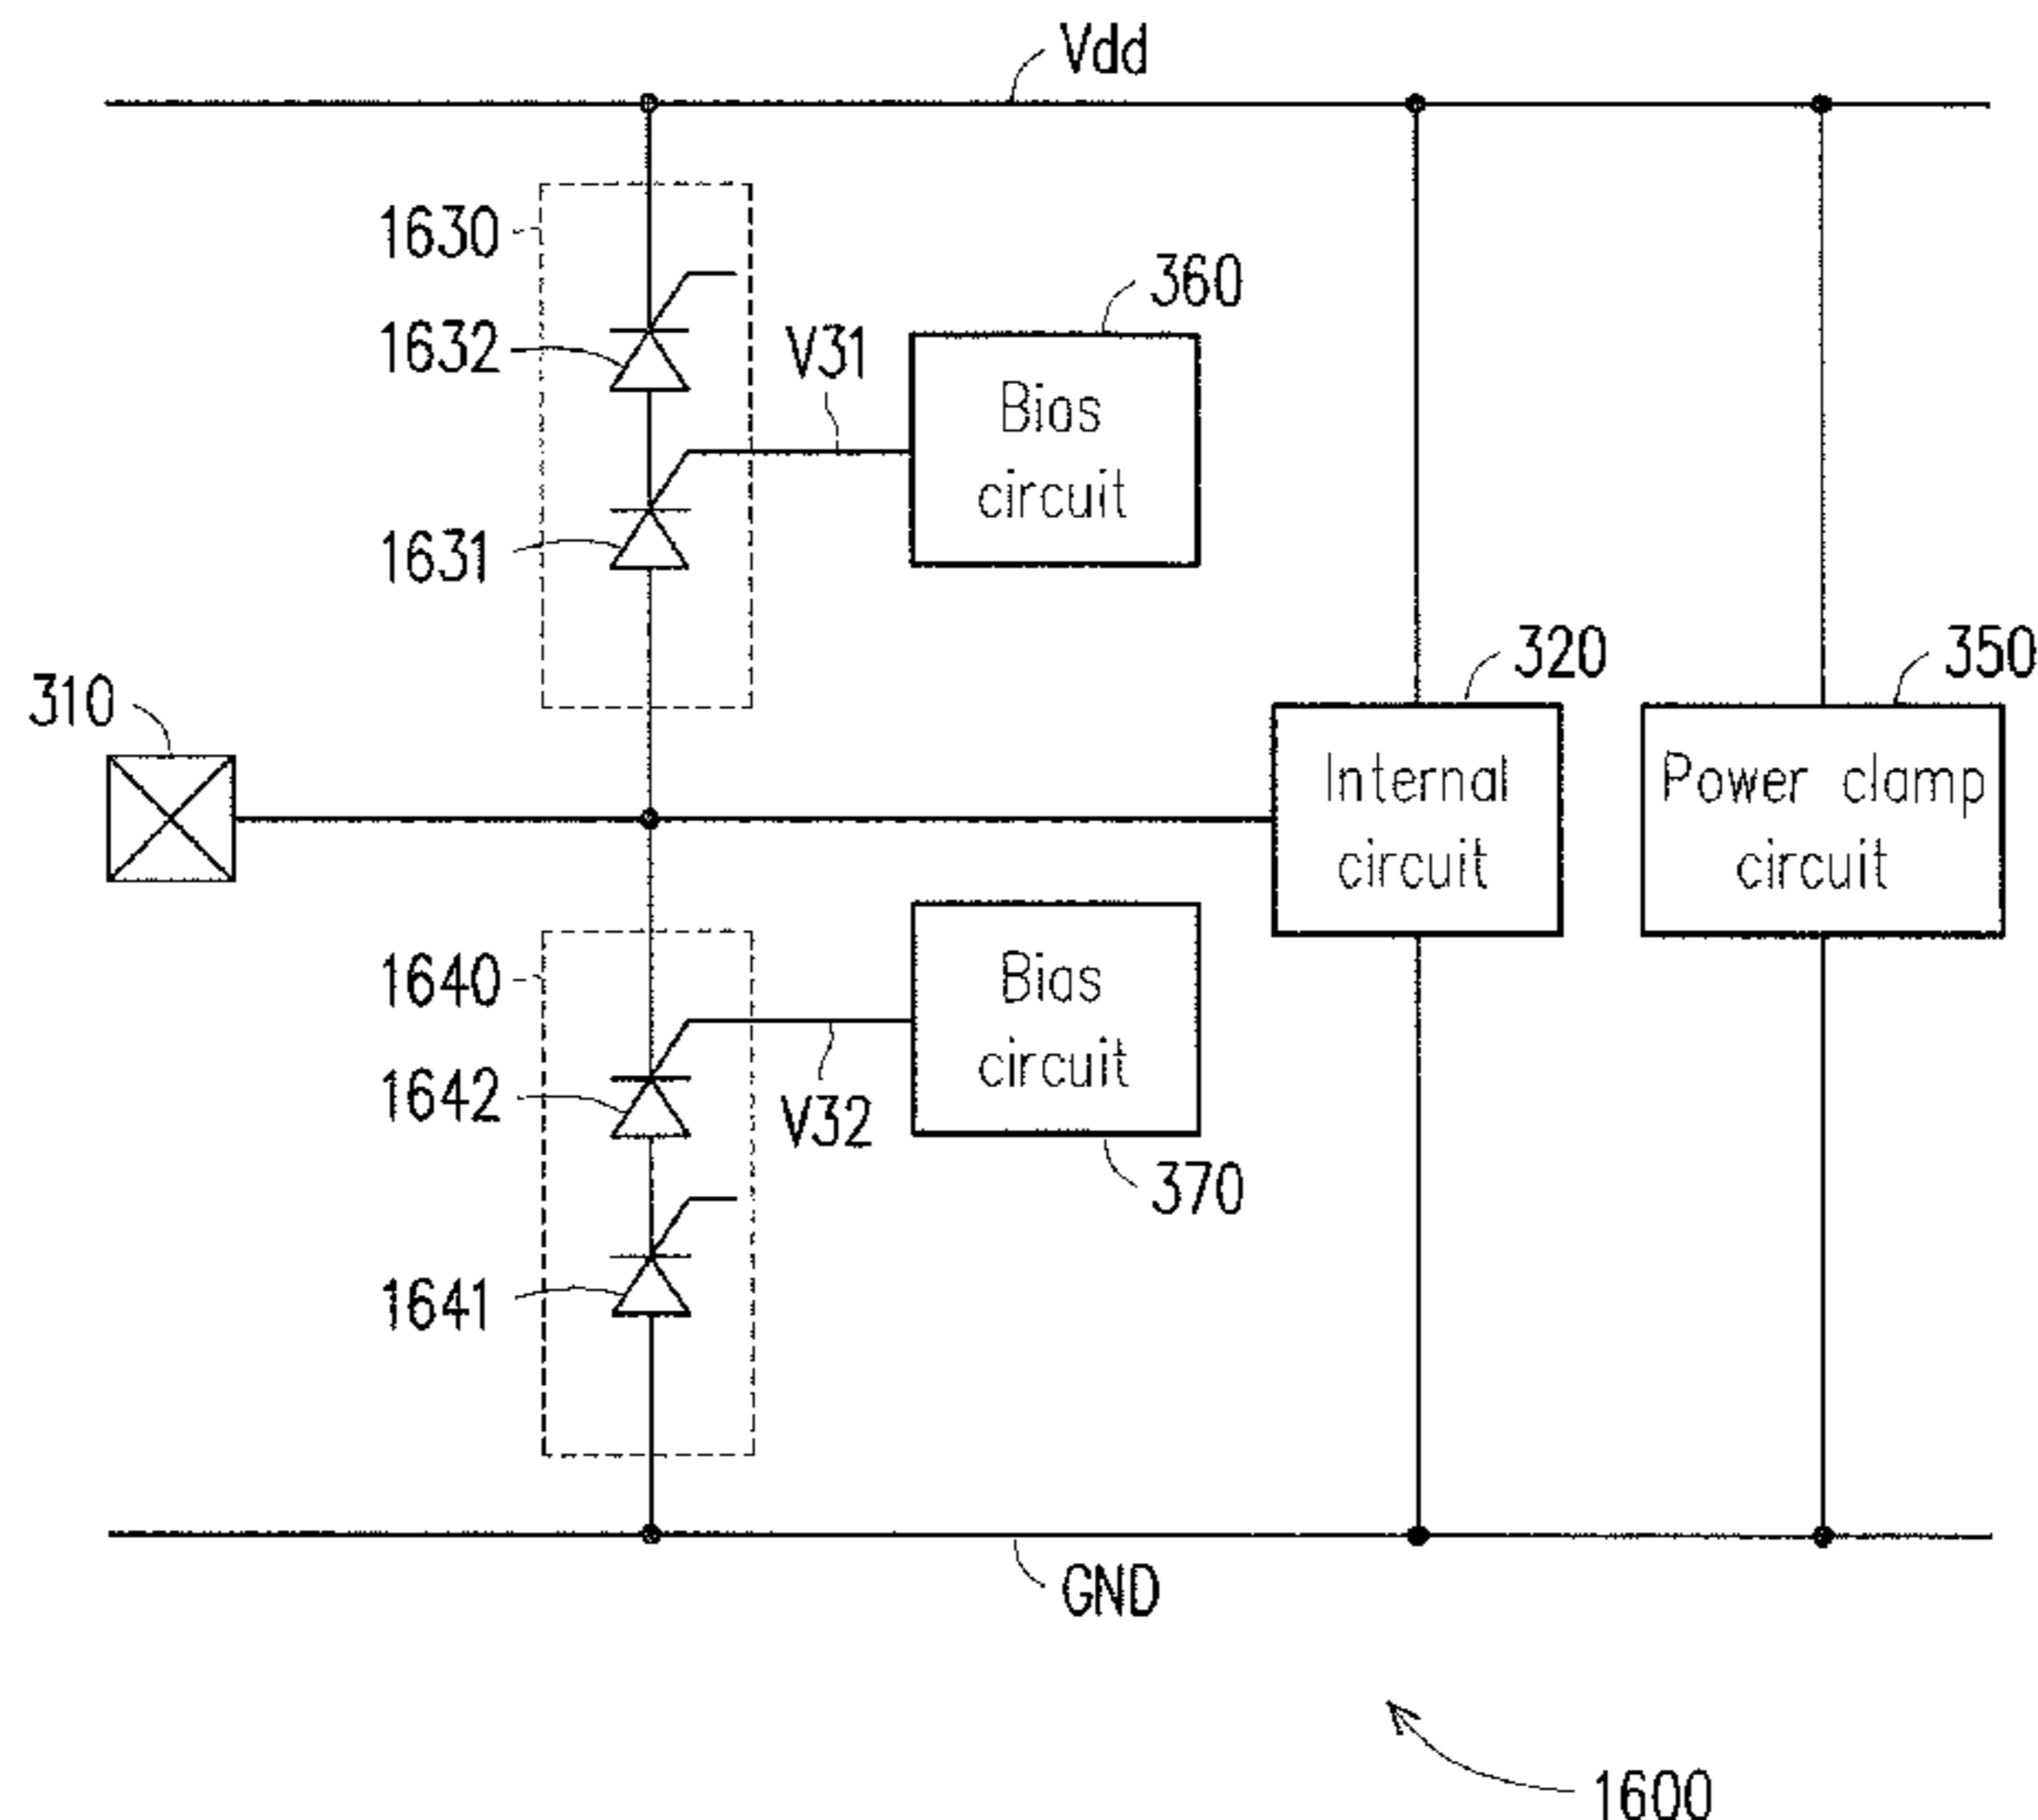 Vdd
1630
360
1632
V31
Bias
circuit
1631
320
350
310
Internal
circuit
Power clamp
circuit
1640
Bias
circuit
1642
V32
370
1641
GND
1600